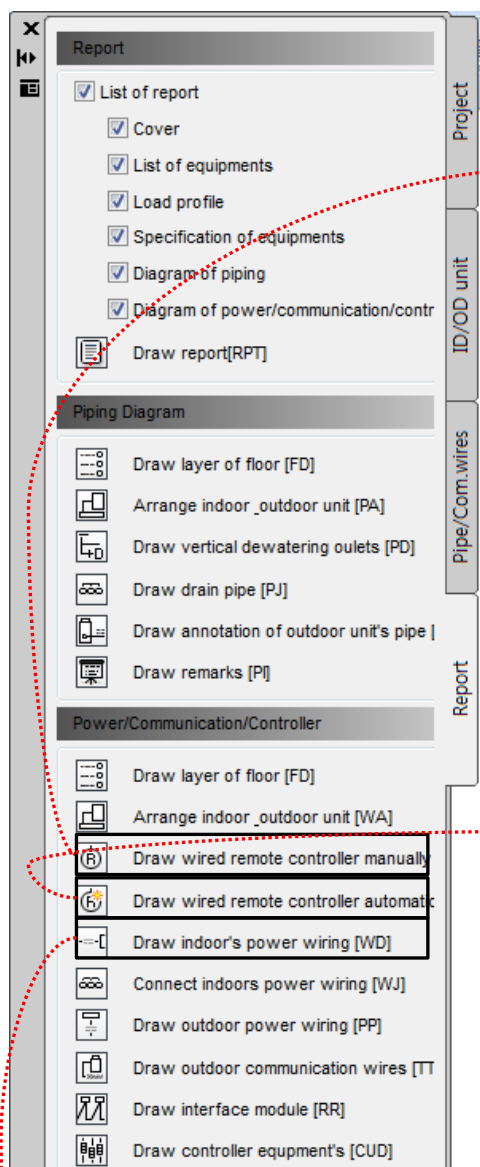 Report
List of report
Cover
List of equipments
Load profile
Specification of equipments
Diagram of piping
Diagram of power/communication/contr
Draw report[RPT]
Piping Diagram
Draw layer of floor [FD]
Arrange indoor _outdoor unit [PA]
Draw vertical dewatering oulets [PD]
Draw drain pipe [PJ]
Draw annotation of outdoor unit's pipe [
Draw remarks [PI]
Power/Communication/Controller
Draw layer of floor [FD]
Arrange indoor _outdoor unit [WA]
Draw wired remote controller manually
Draw wired remote controller automatic
Draw indoor's power wiring [WD]
Connect indoors power wiring [WJ]
Draw outdoor power wiring [PP]
Draw outdoor communication wires [TT
Draw interface module [RR]
Draw controller equpment's [CUD]
Project
ID/OD unit
Pipe/Com.wires
Report